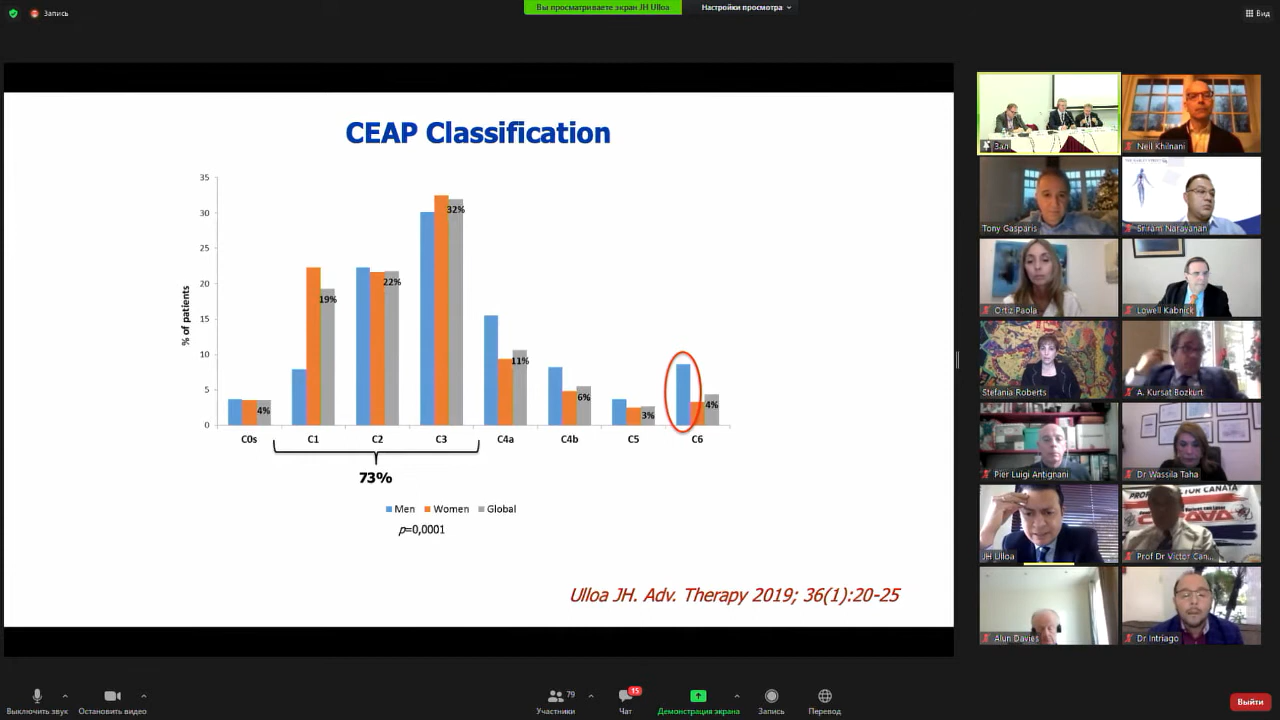 Запись
Вы просматриваете экран JH Ulloa
Настройки просмотра
Вид
CEAP Classification
% of patients
35
30
25
20
15
10
5
0
4%
19%
22%
32%
11%
6%
3%
4%
C0s
C1
C2
C3
C4a
C4b
C5
C6
73%
Men
Women
Global
p=0,0001
Ulloa JH. Adv. Therapy 2019; 36(1):20-25
Зал
Neil Khilnani
Tony Gasparis
Sriram Narayanan
Ortiz Paola
Lowell Kabnick
Stefania Roberts
A. Kursat Bozkurt
Pier Luigi Antignani
Dr Wassila Taha
JH Ulloa
Prof Dr Victor Can...
Alun Davies
Dr Intriago
Выключить звук
Остановить видео
79
Участники
15
Чат
Демонстрация экрана
Запись
Перевод
Выйти